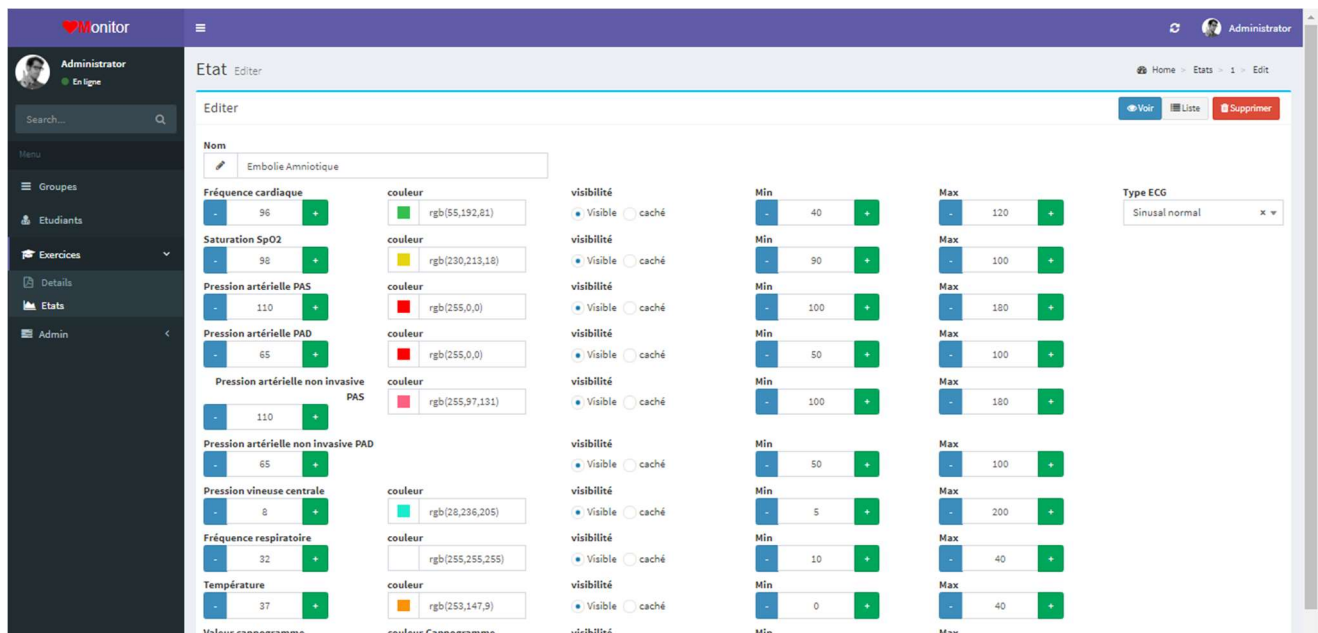 Monitor
Administrator
Administrator
En ligne
Etat Editer
Home > Etats > 1 > Edit
Search...
Editer
Voir Liste Supprimer
Menu
Groupes
Etudiants
Exercices
Details
Etats
Admin
Nom
Embolie Amniotique
Fréquence cardiaque couleur visibilité Min Max Type ECG
- 96 + rgb(55,192,81) Visible caché - 40 + - 120 + Sinusal normal x
Saturation SpO2 couleur visibilité Min Max
- 98 + rgb(230,213,18) Visible caché - 90 + - 100 +
Pression artérielle PAS couleur visibilité Min Max
- 110 + rgb(255,0,0) Visible caché - 100 + - 180 +
Pression artérielle PAD couleur visibilité Min Max
- 65 + rgb(255,0,0) Visible caché - 50 + - 100 +
Pression artérielle non invasive couleur visibilité Min Max
PAS
- 110 + rgb(255,97,131) Visible caché - 100 + - 180 +
Pression artérielle non invasive PAD visibilité Min Max
- 65 + Visible caché - 50 + - 100 +
Pression vineuse centrale couleur visibilité Min Max
- 8 + rgb(28,236,205) Visible caché - 5 + - 200 +
Fréquence respiratoire couleur visibilité Min Max
- 32 + rgb(255,255,255) Visible caché - 10 + - 40 +
Température couleur visibilité Min Max
- 37 + rgb(253,147,9) Visible caché - 0 + - 40 +
Valeur cappegramme couleur Cappegramme visibilité Min Max